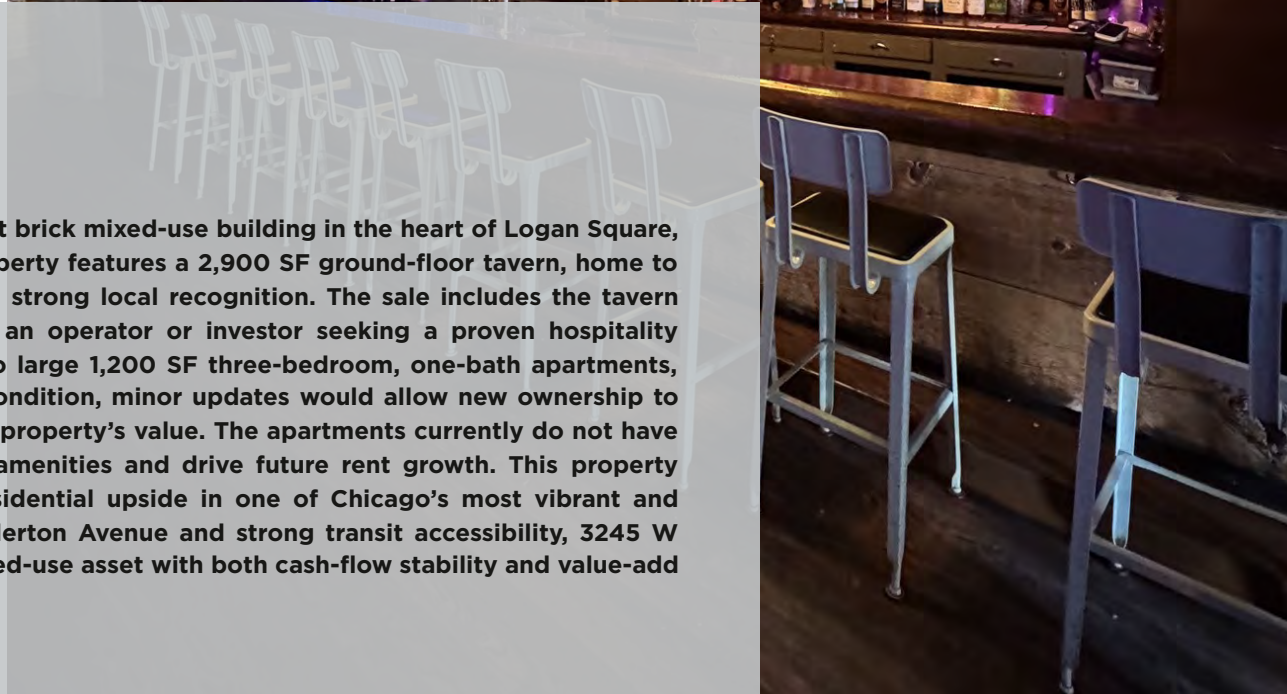 t brick mixed-use building in the heart of Logan Square,
perty features a 2,900 SF ground-floor tavern, home to
strong local recognition. The sale includes the tavern
an operator or investor seeking a proven hospitality
o large 1,200 SF three-bedroom, one-bath apartments,
ondition, minor updates would allow new ownership to
property’s value. The apartments currently do not have
amenities and drive future rent growth. This property
sidential upside in one of Chicago’s most vibrant and
lerton Avenue and strong transit accessibility, 3245 W
ed-use asset with both cash-flow stability and value-add